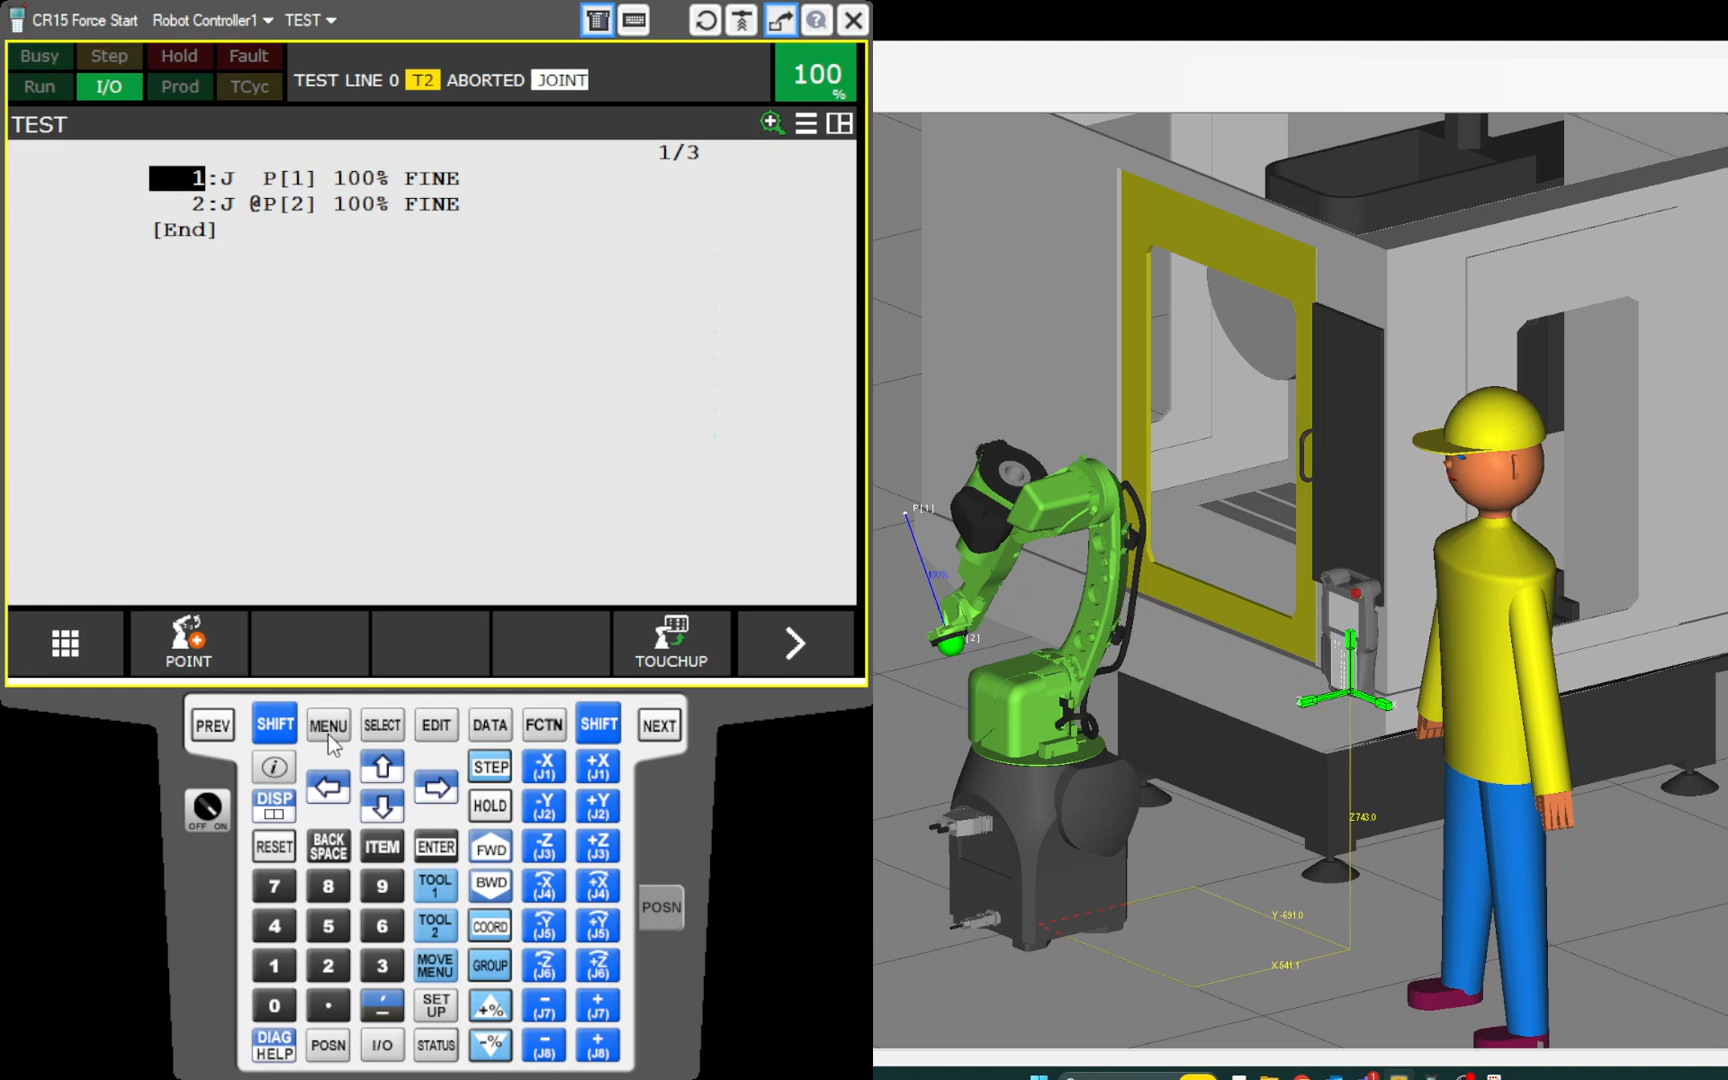 CR15 Force Start Robot Controller1 TEST
Busy Step Hold Fault
Run I/O Prod TCyc
TEST LINE 0 T2 ABORTED JOINT
100
%
TEST
1/3
1:J P[1] 100% FINE
2:J @P[2] 100% FINE
[End]
POINT
TOUCHUP
PREV SHIFT MENU SELECT EDIT DATA FCTN SHIFT NEXT
i STEP -X (J1) +X (J1)
DISP HOLD -Y (J2) +Y (J2)
OFF ON
RESET BACK SPACE ITEM ENTER FWD -Z (J3) +Z (J3)
7 8 9 TOOL 1 BWD -X (J4) +X (J4)
4 5 6 TOOL 2 COORD -Y (J5) +Y (J5)
1 2 3 MOVE MENU GROUP -Z (J6) +Z (J6)
0 . SET UP +% - (J7) + (J7)
DIAG HELP POSN I/O STATUS -% - (J8) + (J8)
POSN
P[1]
100%
[2]
Z743.0
Y -691.0
X541.1